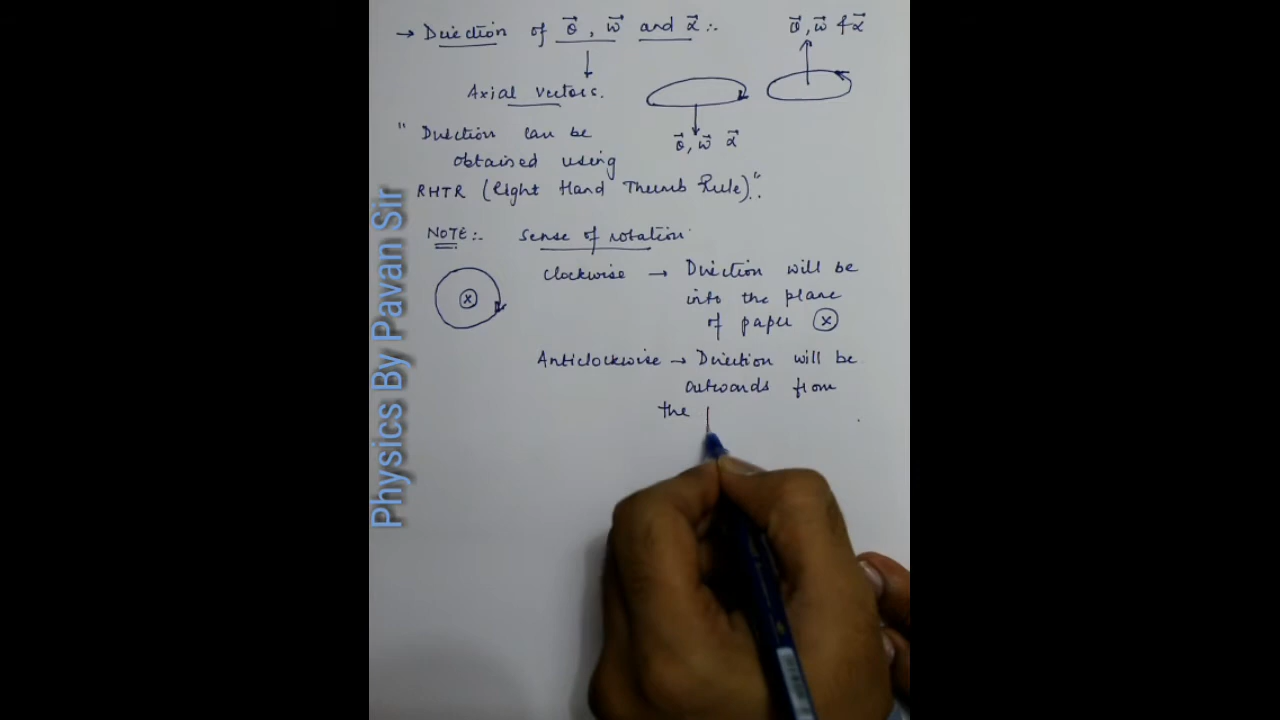 → Direction of θ⃗, ω⃗ and α⃗ :.
θ⃗, ω⃗ & α⃗
Axial vectors.
θ⃗, ω⃗ α⃗
" Direction can be
obtained using
RHTR (Right Hand Thumb Rule)".
NOTE :. Sense of rotation
Clockwise → Direction will be
into the plane
of paper ⓧ
ⓧ
Anticlockwise → Direction will be
outwards from
the
Physics By Pavan Sir